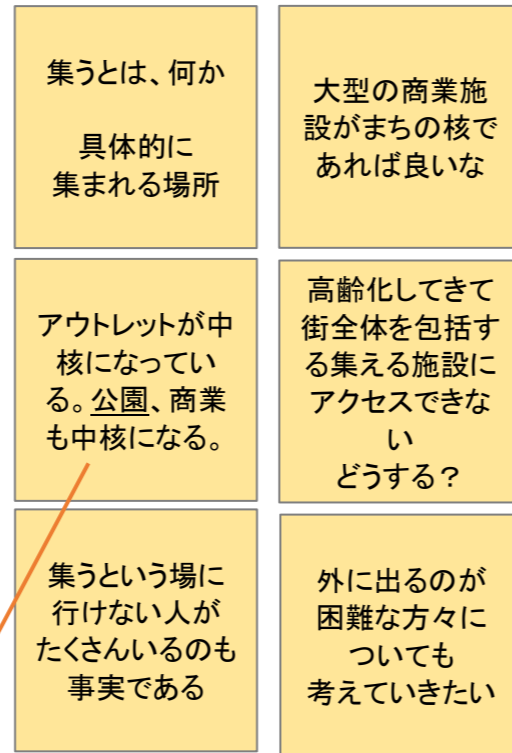 集うとは、何か
具体的に
集まれる場所
大型の商業施
設がまちの核で
あれば良いな
アウトレットが中
核になってい
る。公園、商業
も中核になる。
高齢化してきて
街全体を包括す
る集える施設に
アクセスできな
い
どうする？
集うという場に
行けない人が
たくさんいるのも
事実である
外に出るのが
困難な方々に
ついても
考えていきたい